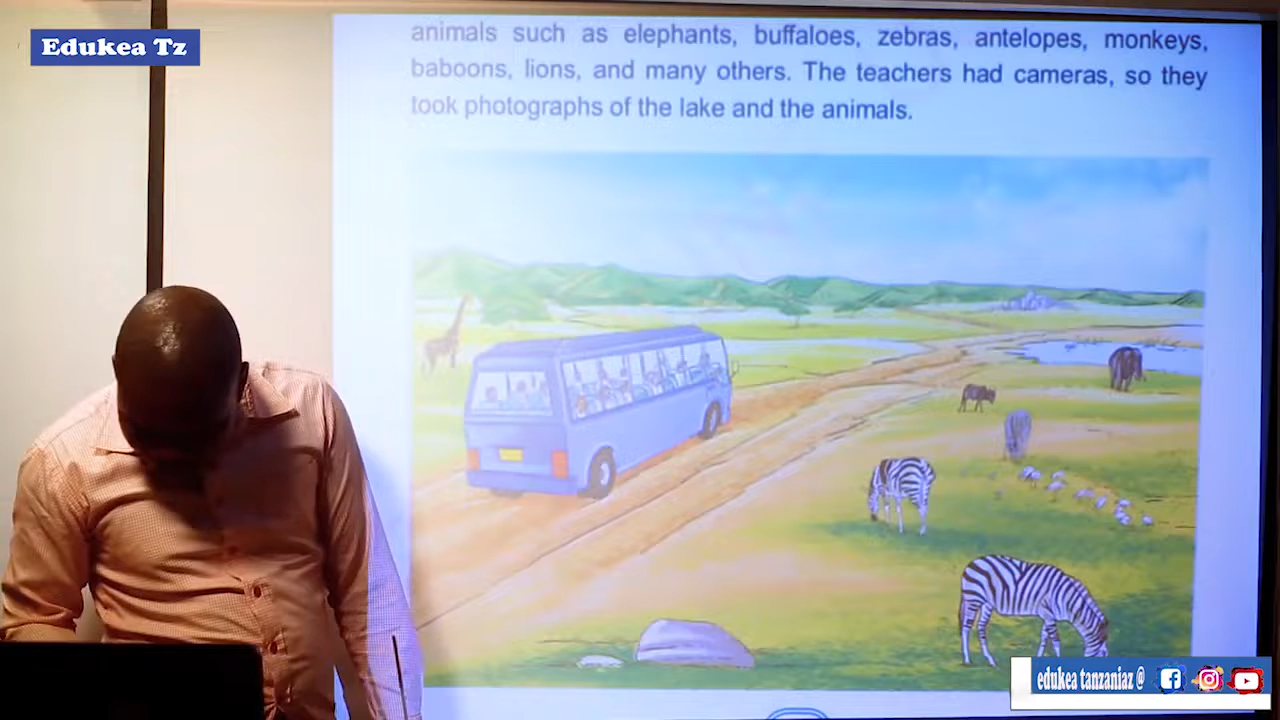 Edukea Tz
animals such as elephants, buffaloes, zebras, antelopes, monkeys,
baboons, lions, and many others. The teachers had cameras, so they
took photographs of the lake and the animals.
edukea tanzaniaz @